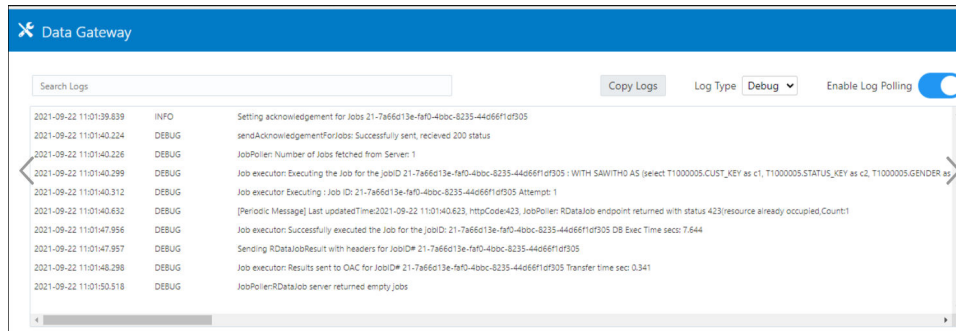 Data Gateway
Search Logs Copy Logs Log Type Debug Enable Log Polling
2021-09-22 11:01:39.839 INFO Setting acknowledgement for Jobs 21-7a66d13e-faf0-4bbc-8235-44d66f1df305
2021-09-22 11:01:40.224 DEBUG sendAcknowledgementForJobs: Successfully sent, recieved 200 status
2021-09-22 11:01:40.226 DEBUG JobPoller: Number of Jobs fetched from Server: 1
2021-09-22 11:01:40.299 DEBUG Job executor: Executing the Job for the jobID 21-7a66d13e-faf0-4bbc-8235-44d66f1df305 : WITH SAWITH0 AS (select T1000005.CUST_KEY as c1, T1000005.STATUS_KEY as c2, T1000005.GENDER as
2021-09-22 11:01:40.312 DEBUG Job executor Executing : Job ID: 21-7a66d13e-faf0-4bbc-8235-44d66f1df305 Attempt: 1
2021-09-22 11:01:40.632 DEBUG [Periodic Message] Last updatedTime:2021-09-22 11:01:40.623, httpCode:423, JobPoller: RDataJob endpoint returned with status 423(resource already occupied,Count:1
2021-09-22 11:01:47.956 DEBUG Job executor: Successfully executed the Job for the jobID: 21-7a66d13e-faf0-4bbc-8235-44d66f1df305 DB Exec Time secs: 7.644
2021-09-22 11:01:47.957 DEBUG Sending RDataJobResult with headers for JobID# 21-7a66d13e-faf0-4bbc-8235-44d66f1df305
2021-09-22 11:01:48.298 DEBUG Job executor: Results sent to OAC for JobID# 21-7a66d13e-faf0-4bbc-8235-44d66f1df305 Transfer time sec: 0.341
2021-09-22 11:01:50.518 DEBUG JobPoller:RDataJob server returned empty jobs